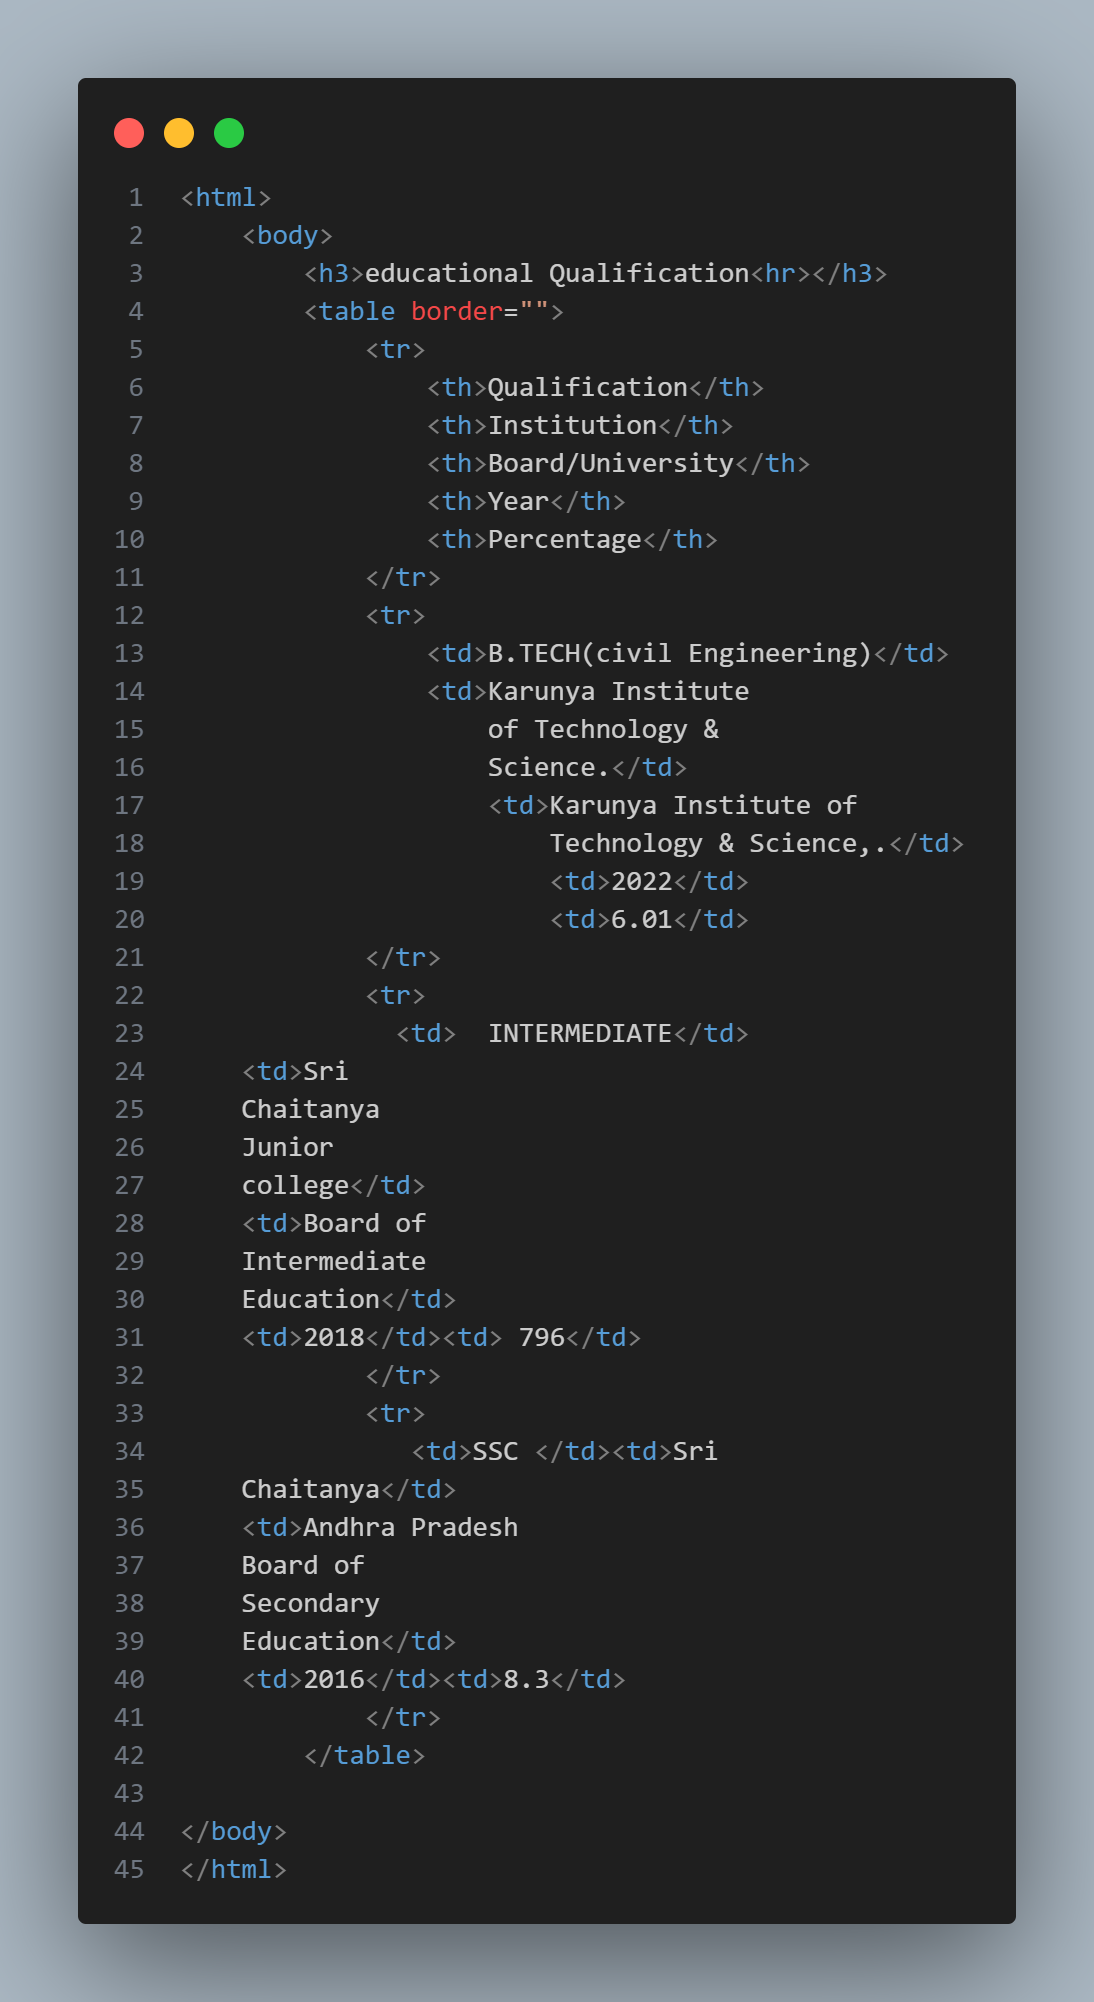 1 <html>
2     <body>
3         <h3>educational Qualification<hr></h3>
4         <table border="">
5             <tr>
6                 <th>Qualification</th>
7                 <th>Institution</th>
8                 <th>Board/University</th>
9                 <th>Year</th>
10                 <th>Percentage</th>
11             </tr>
12             <tr>
13                 <td>B.TECH(civil Engineering)</td>
14                 <td>Karunya Institute
15                     of Technology &
16                     Science.</td>
17                     <td>Karunya Institute of
18                         Technology & Science,.</td>
19                         <td>2022</td>
20                         <td>6.01</td>
21             </tr>
22             <tr>
23               <td>  INTERMEDIATE</td>
24     <td>Sri
25     Chaitanya
26     Junior
27     college</td>
28     <td>Board of
29     Intermediate
30     Education</td>
31     <td>2018</td><td> 796</td>
32             </tr>
33             <tr>
34                <td>SSC </td><td>Sri
35     Chaitanya</td>
36     <td>Andhra Pradesh
37     Board of
38     Secondary
39     Education</td>
40     <td>2016</td><td>8.3</td>
41             </tr>
42         </table>
43
44 </body>
45 </html>